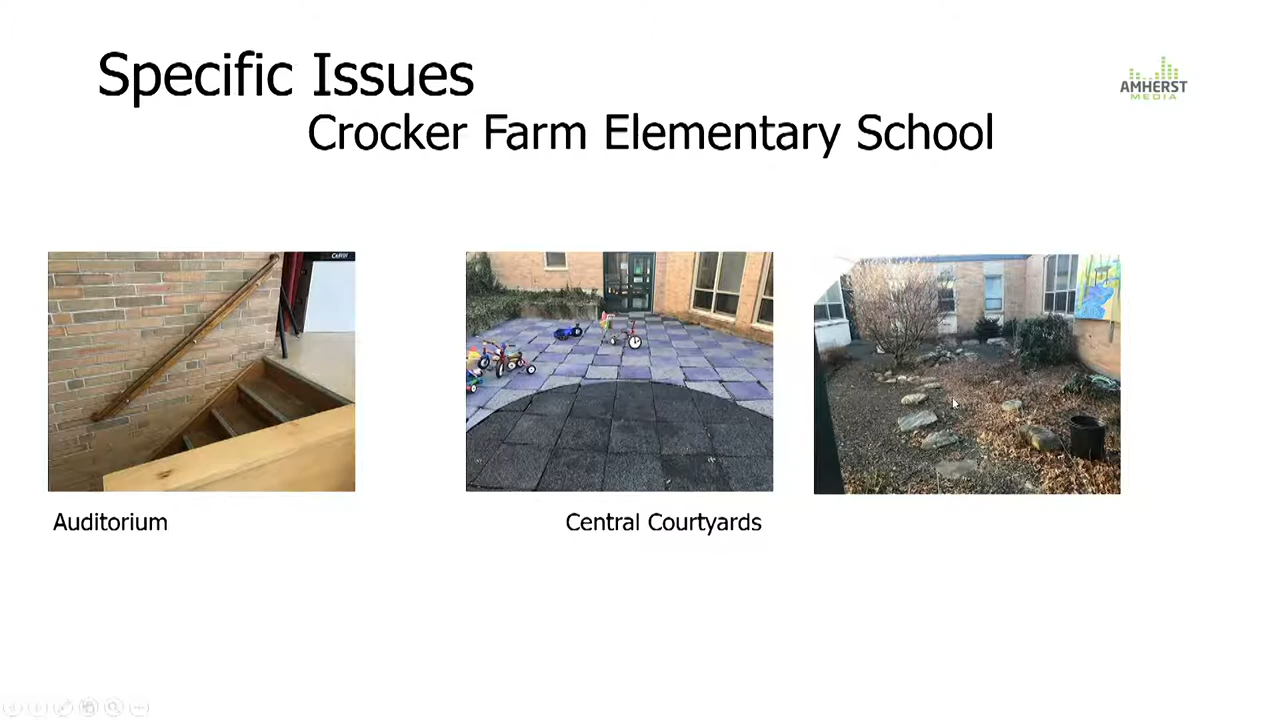 Specific Issues
Crocker Farm Elementary School
AMHERST
MEDIA
Auditorium
Central Courtyards